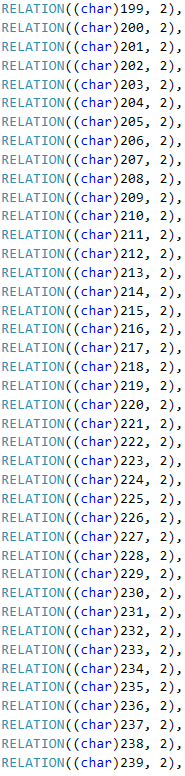 RELATION((char)199, 2),
RELATION((char)200, 2),
RELATION((char)201, 2),
RELATION((char)202, 2),
RELATION((char)203, 2),
RELATION((char)204, 2),
RELATION((char)205, 2),
RELATION((char)206, 2),
RELATION((char)207, 2),
RELATION((char)208, 2),
RELATION((char)209, 2),
RELATION((char)210, 2),
RELATION((char)211, 2),
RELATION((char)212, 2),
RELATION((char)213, 2),
RELATION((char)214, 2),
RELATION((char)215, 2),
RELATION((char)216, 2),
RELATION((char)217, 2),
RELATION((char)218, 2),
RELATION((char)219, 2),
RELATION((char)220, 2),
RELATION((char)221, 2),
RELATION((char)222, 2),
RELATION((char)223, 2),
RELATION((char)224, 2),
RELATION((char)225, 2),
RELATION((char)226, 2),
RELATION((char)227, 2),
RELATION((char)228, 2),
RELATION((char)229, 2),
RELATION((char)230, 2),
RELATION((char)231, 2),
RELATION((char)232, 2),
RELATION((char)233, 2),
RELATION((char)234, 2),
RELATION((char)235, 2),
RELATION((char)236, 2),
RELATION((char)237, 2),
RELATION((char)238, 2),
RELATION((char)239, 2),